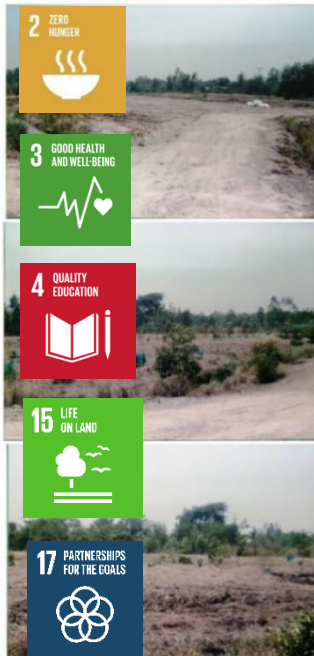 2 ZERO
HUNGER
3 GOOD HEALTH
AND WELL-BEING
4 QUALITY
EDUCATION
15 LIFE
ON LAND
17 PARTNERSHIPS
FOR THE GOALS